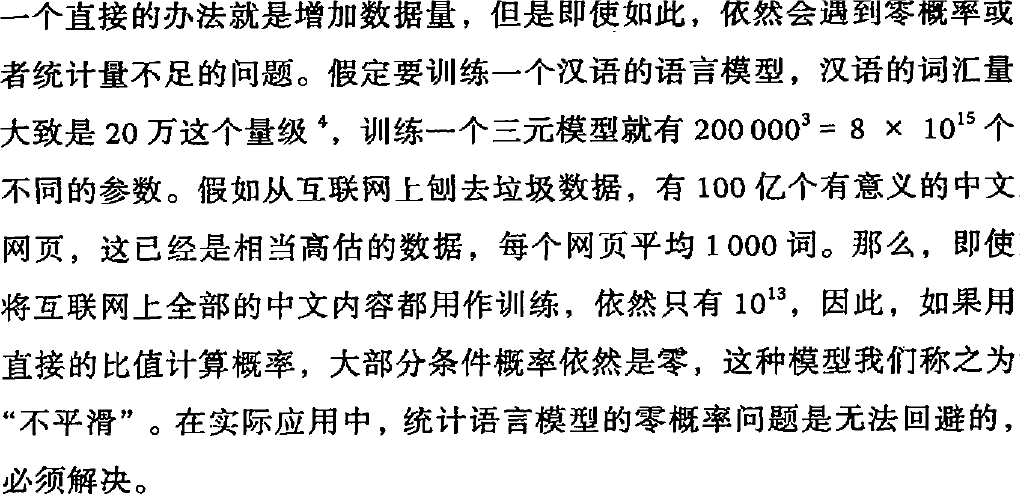 一个直接的办法就是增加数据量，但是即使如此，依然会遇到零概率或
者统计量不足的问题。假定要训练一个汉语的语言模型，汉语的词汇量
大致是 20 万这个量级 ⁴，训练一个三元模型就有 200 000³ = 8 × 10¹⁵ 个
不同的参数。假如从互联网上刨去垃圾数据，有 100 亿个有意义的中文
网页，这已经是相当高估的数据，每个网页平均 1 000 词。那么，即使
将互联网上全部的中文内容都用作训练，依然只有 10¹³，因此，如果用
直接的比值计算概率，大部分条件概率依然是零，这种模型我们称之为
“不平滑”。在实际应用中，统计语言模型的零概率问题是无法回避的，
必须解决。